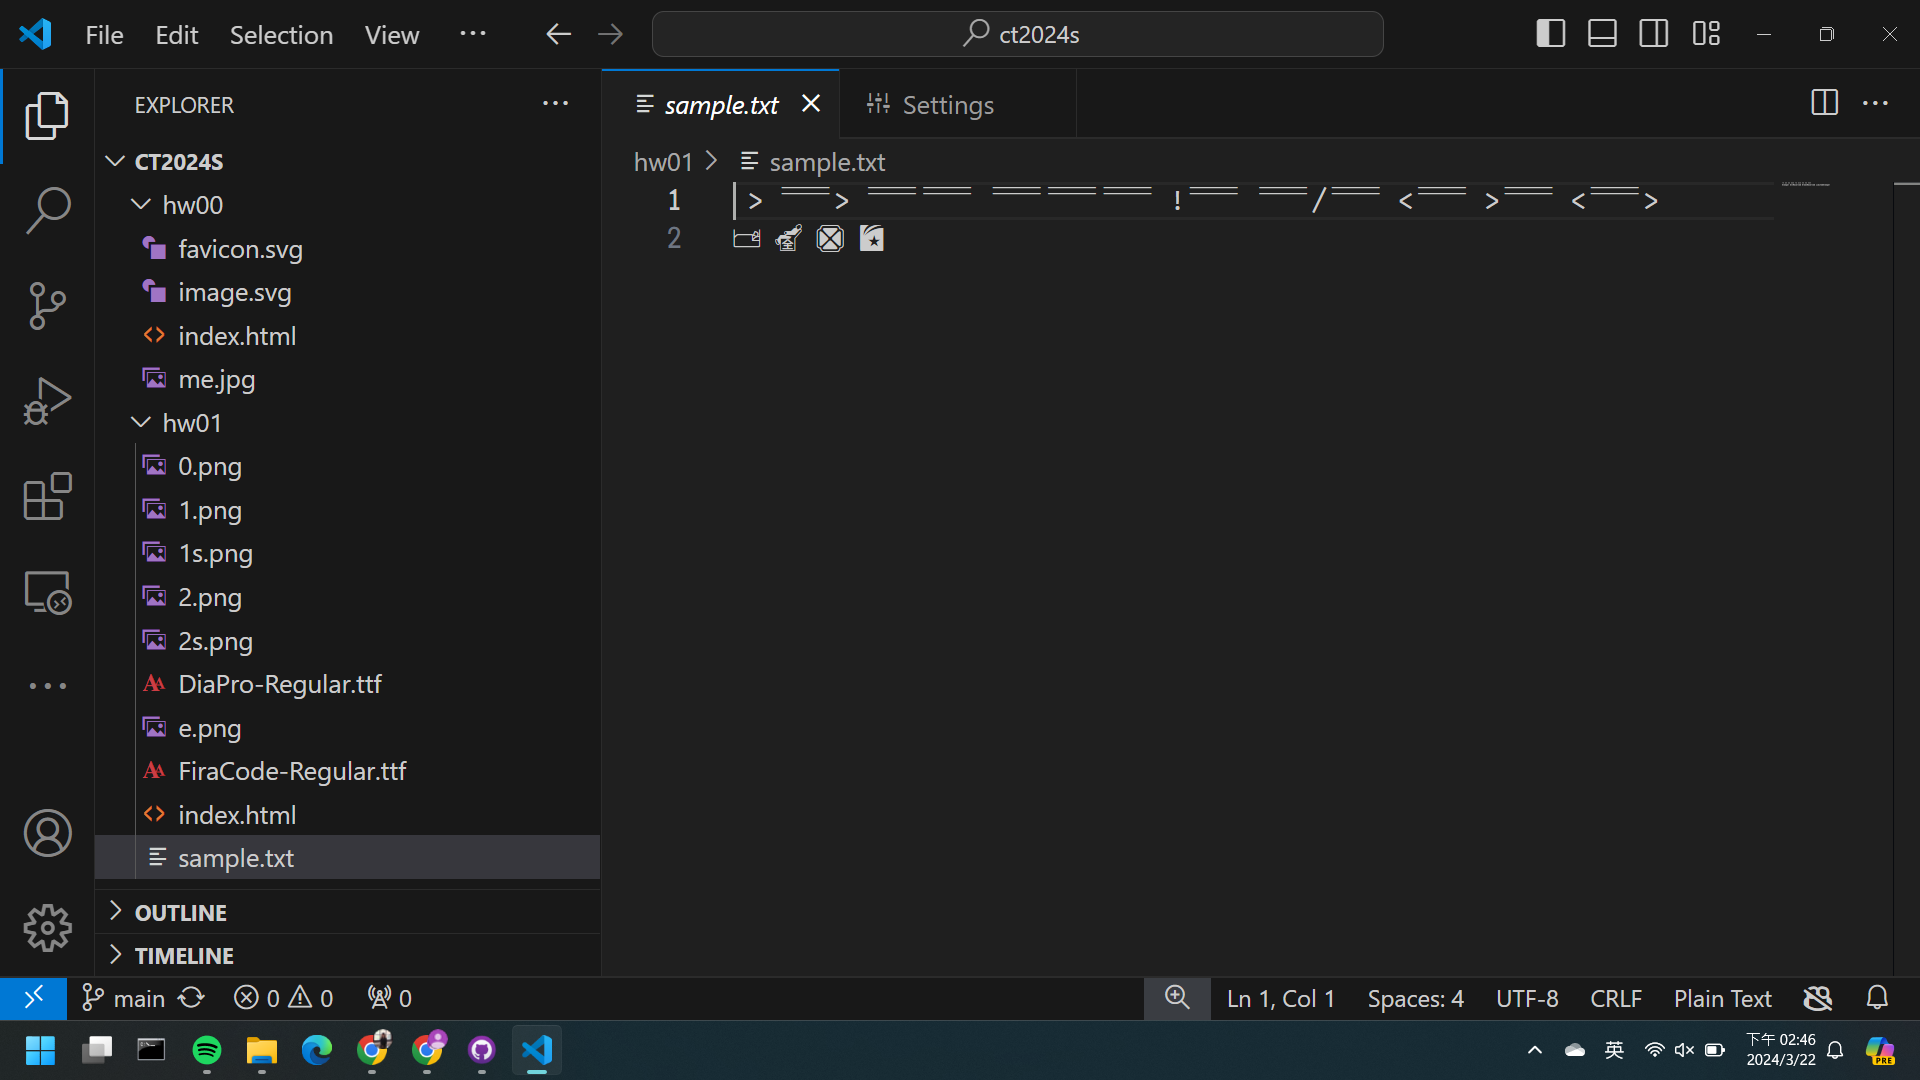 File Edit Selection View ··· ct2024s
EXPLORER ···
CT2024S
hw00
favicon.svg
image.svg
index.html
me.jpg
hw01
0.png
1.png
1s.png
2.png
2s.png
DiaPro-Regular.ttf
e.png
FiraCode-Regular.ttf
index.html
sample.txt
OUTLINE
TIMELINE
sample.txt Settings
hw01 > sample.txt
1
2
main 0 0 0
Ln 1, Col 1 Spaces: 4 UTF-8 CRLF Plain Text
英
下午 02:46
2024/3/22
PRE